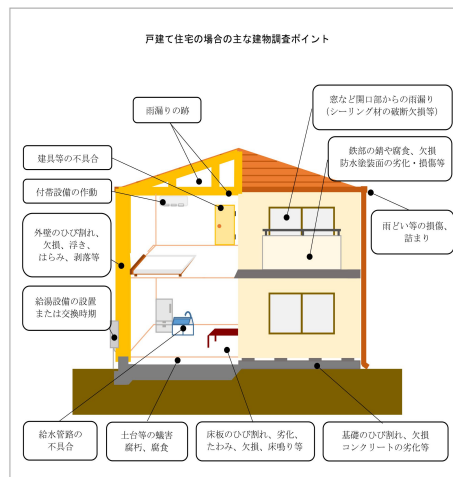 戸建て住宅の場合の主な建物調査ポイント
雨漏りの跡
窓など開口部からの雨漏り
（シーリング材の破断欠損等）
建具等の不具合
鉄部の錆や腐食、欠損
防水塗装面の劣化・損傷等
付帯設備の作動
雨どい等の損傷、
詰まり
外壁のひび割れ、
欠損、浮き、
はらみ、剥落等
給湯設備の設置
または交換時期
給水管路の
不具合
土台等の蟻害
腐朽、腐食
床板のひび割れ、劣化、
たわみ、欠損、床鳴り等
基礎のひび割れ、欠損
コンクリートの劣化等